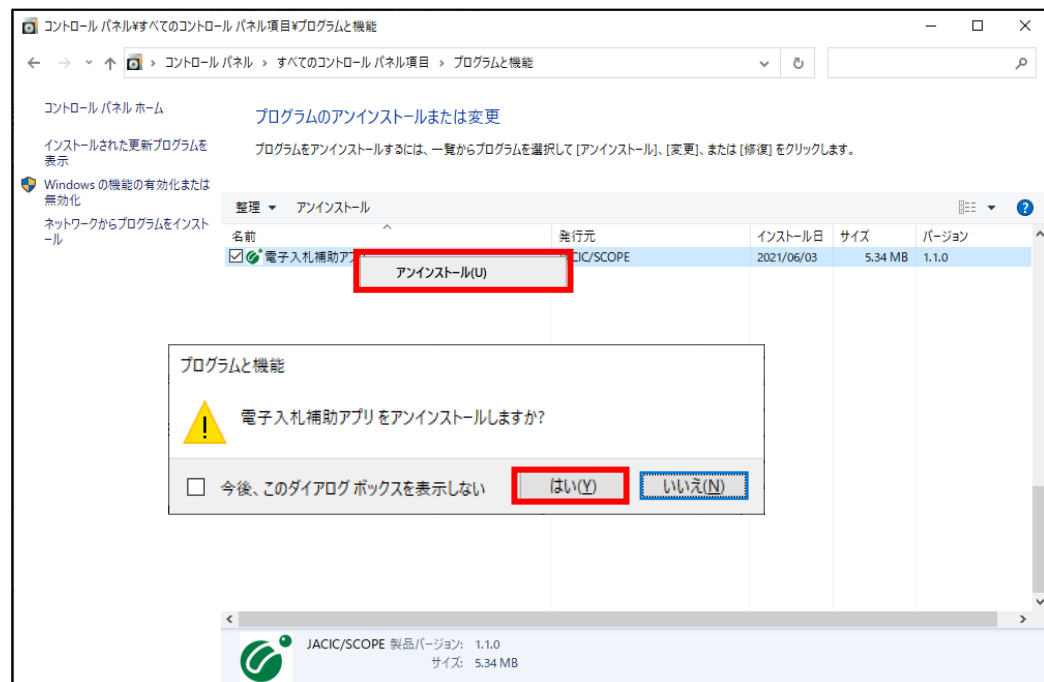 コントロール パネル¥すべてのコントロール パネル項目¥プログラムと機能
コントロール パネル › すべてのコントロール パネル項目 › プログラムと機能
コントロール パネル ホーム
インストールされた更新プログラムを
表示
Windows の機能の有効化または
無効化
ネットワークからプログラムをインスト
ール
プログラムのアンインストールまたは変更
プログラムをアンインストールするには、一覧からプログラムを選択して [アンインストール]、[変更]、または [修復] をクリックします。
整理 アンインストール
名前 発行元 インストール日 サイズ バージョン
電子入札補助ア CIC/SCOPE 2021/06/03 5.34 MB 1.1.0
アンインストール(U)
プログラムと機能
電子入札補助アプリ をアンインストールしますか?
今後、このダイアログ ボックスを表示しない はい(Y) いいえ(N)
JACIC/SCOPE 製品バージョン: 1.1.0
サイズ: 5.34 MB